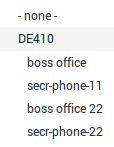 - none -
DE410
boss office
secr-phone-11
boss office 22
secr-phone-22